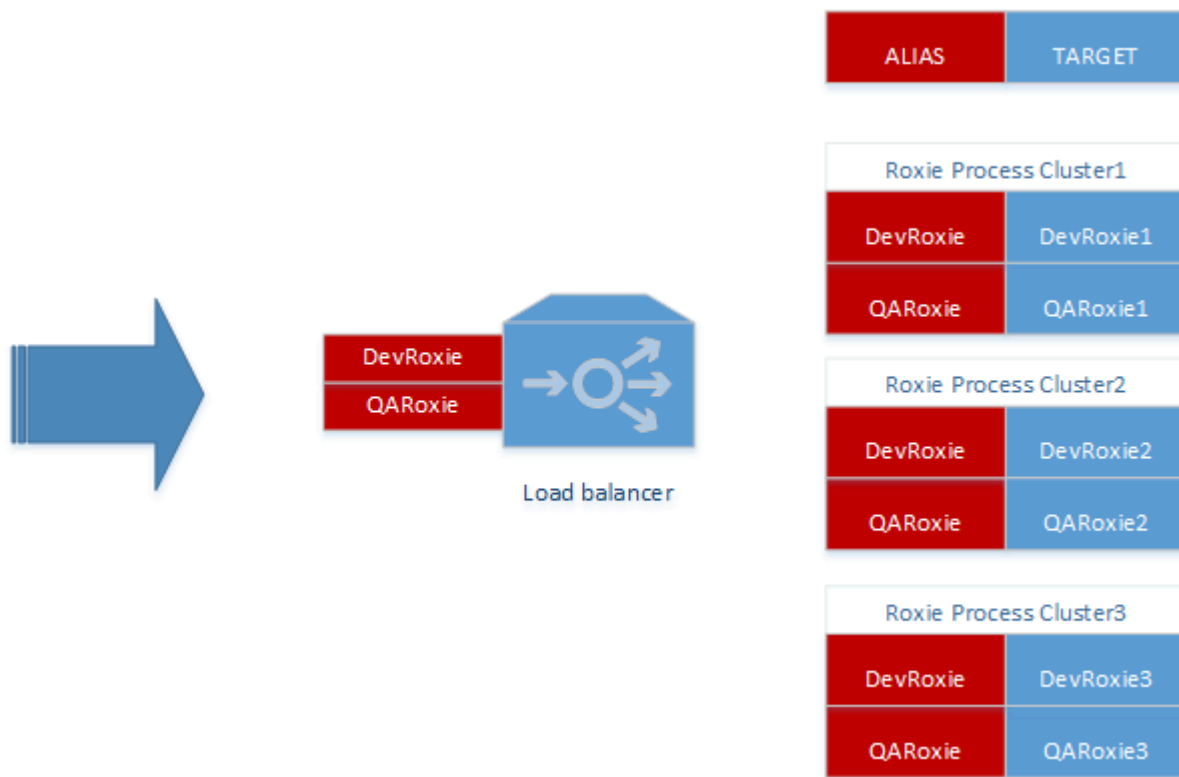 ALIAS TARGET
Roxie Process Cluster1
DevRoxie DevRoxie1
QARoxie QARoxie1
DevRoxie
QARoxie
Load balancer
Roxie Process Cluster2
DevRoxie DevRoxie2
QARoxie QARoxie2
Roxie Process Cluster3
DevRoxie DevRoxie3
QARoxie QARoxie3